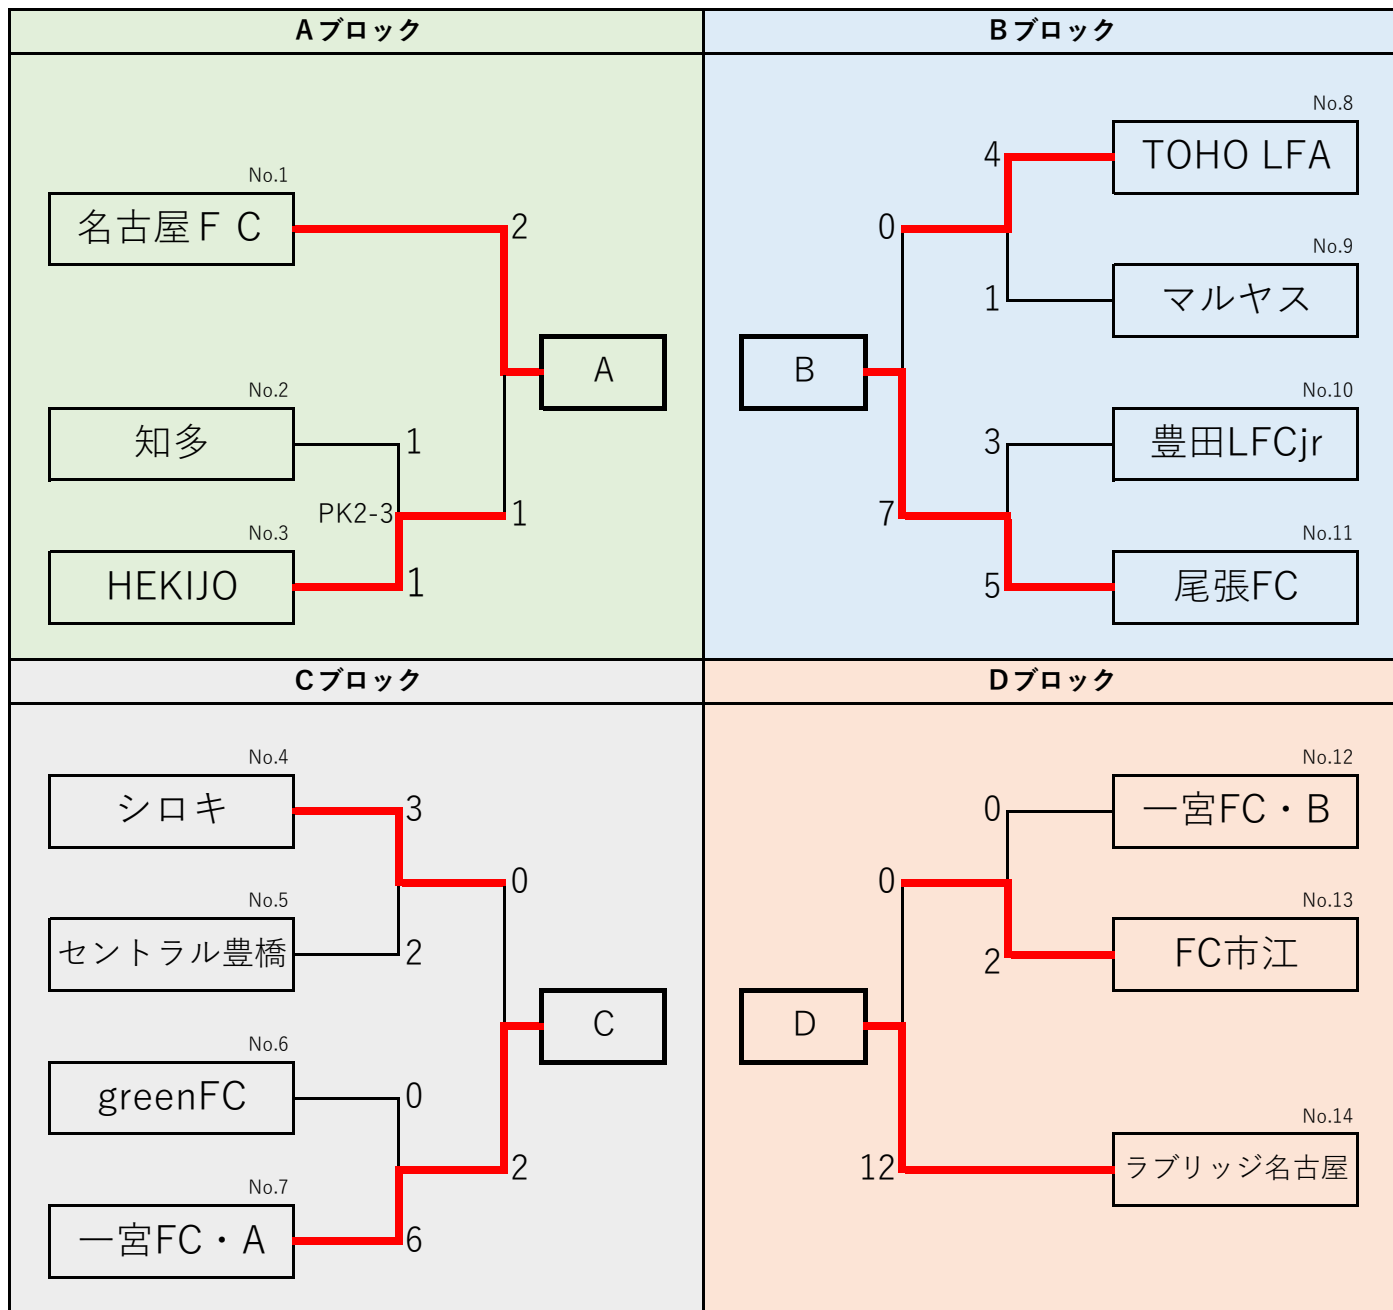 Aブロック
No.1
名古屋ＦＣ
2
A
No.2
知多
1
PK2-3
1
No.3
HEKIJO
1
Bブロック
No.8
TOHO LFA
4
0
No.9
マルヤス
1
B
No.10
豊田LFCjr
3
7
No.11
尾張FC
5
Cブロック
No.4
シロキ
3
0
No.5
セントラル豊橋
2
C
No.6
greenFC
0
2
No.7
一宮FC・A
6
Dブロック
No.12
一宮FC・B
0
0
No.13
FC市江
2
D
No.14
ラブリッジ名古屋
12